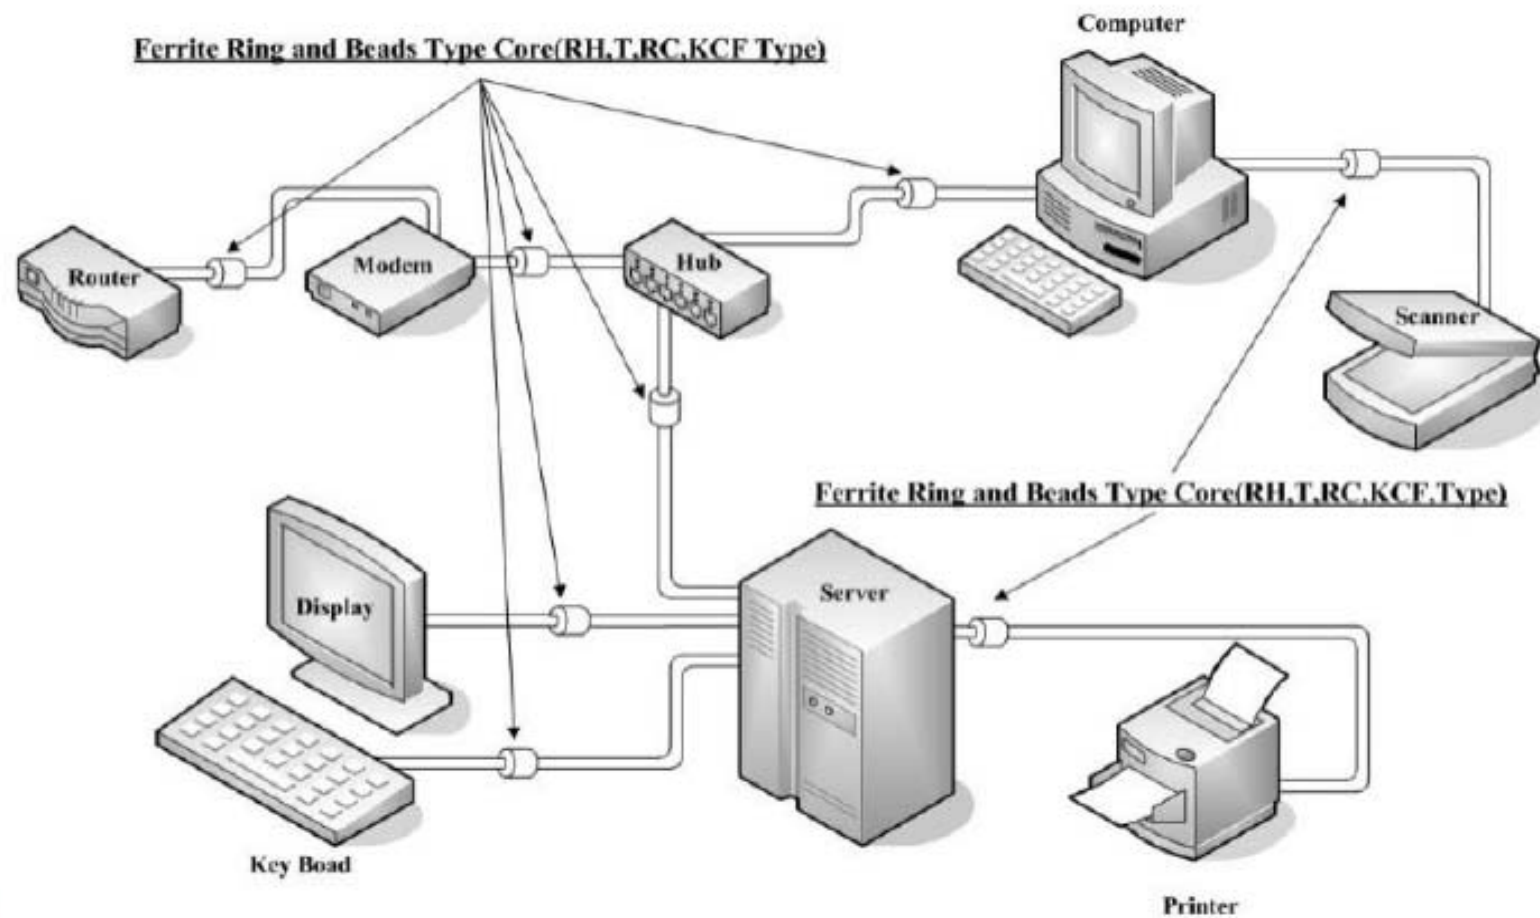 Computer
Ferrite Ring and Beads Type Core(RH,T,RC,KCF Type)
Router
Modem
Hub
Scanner
Ferrite Ring and Beads Type Core(RH,T,RC,KCF,Type)
Display
Server
Key Boad
Printer